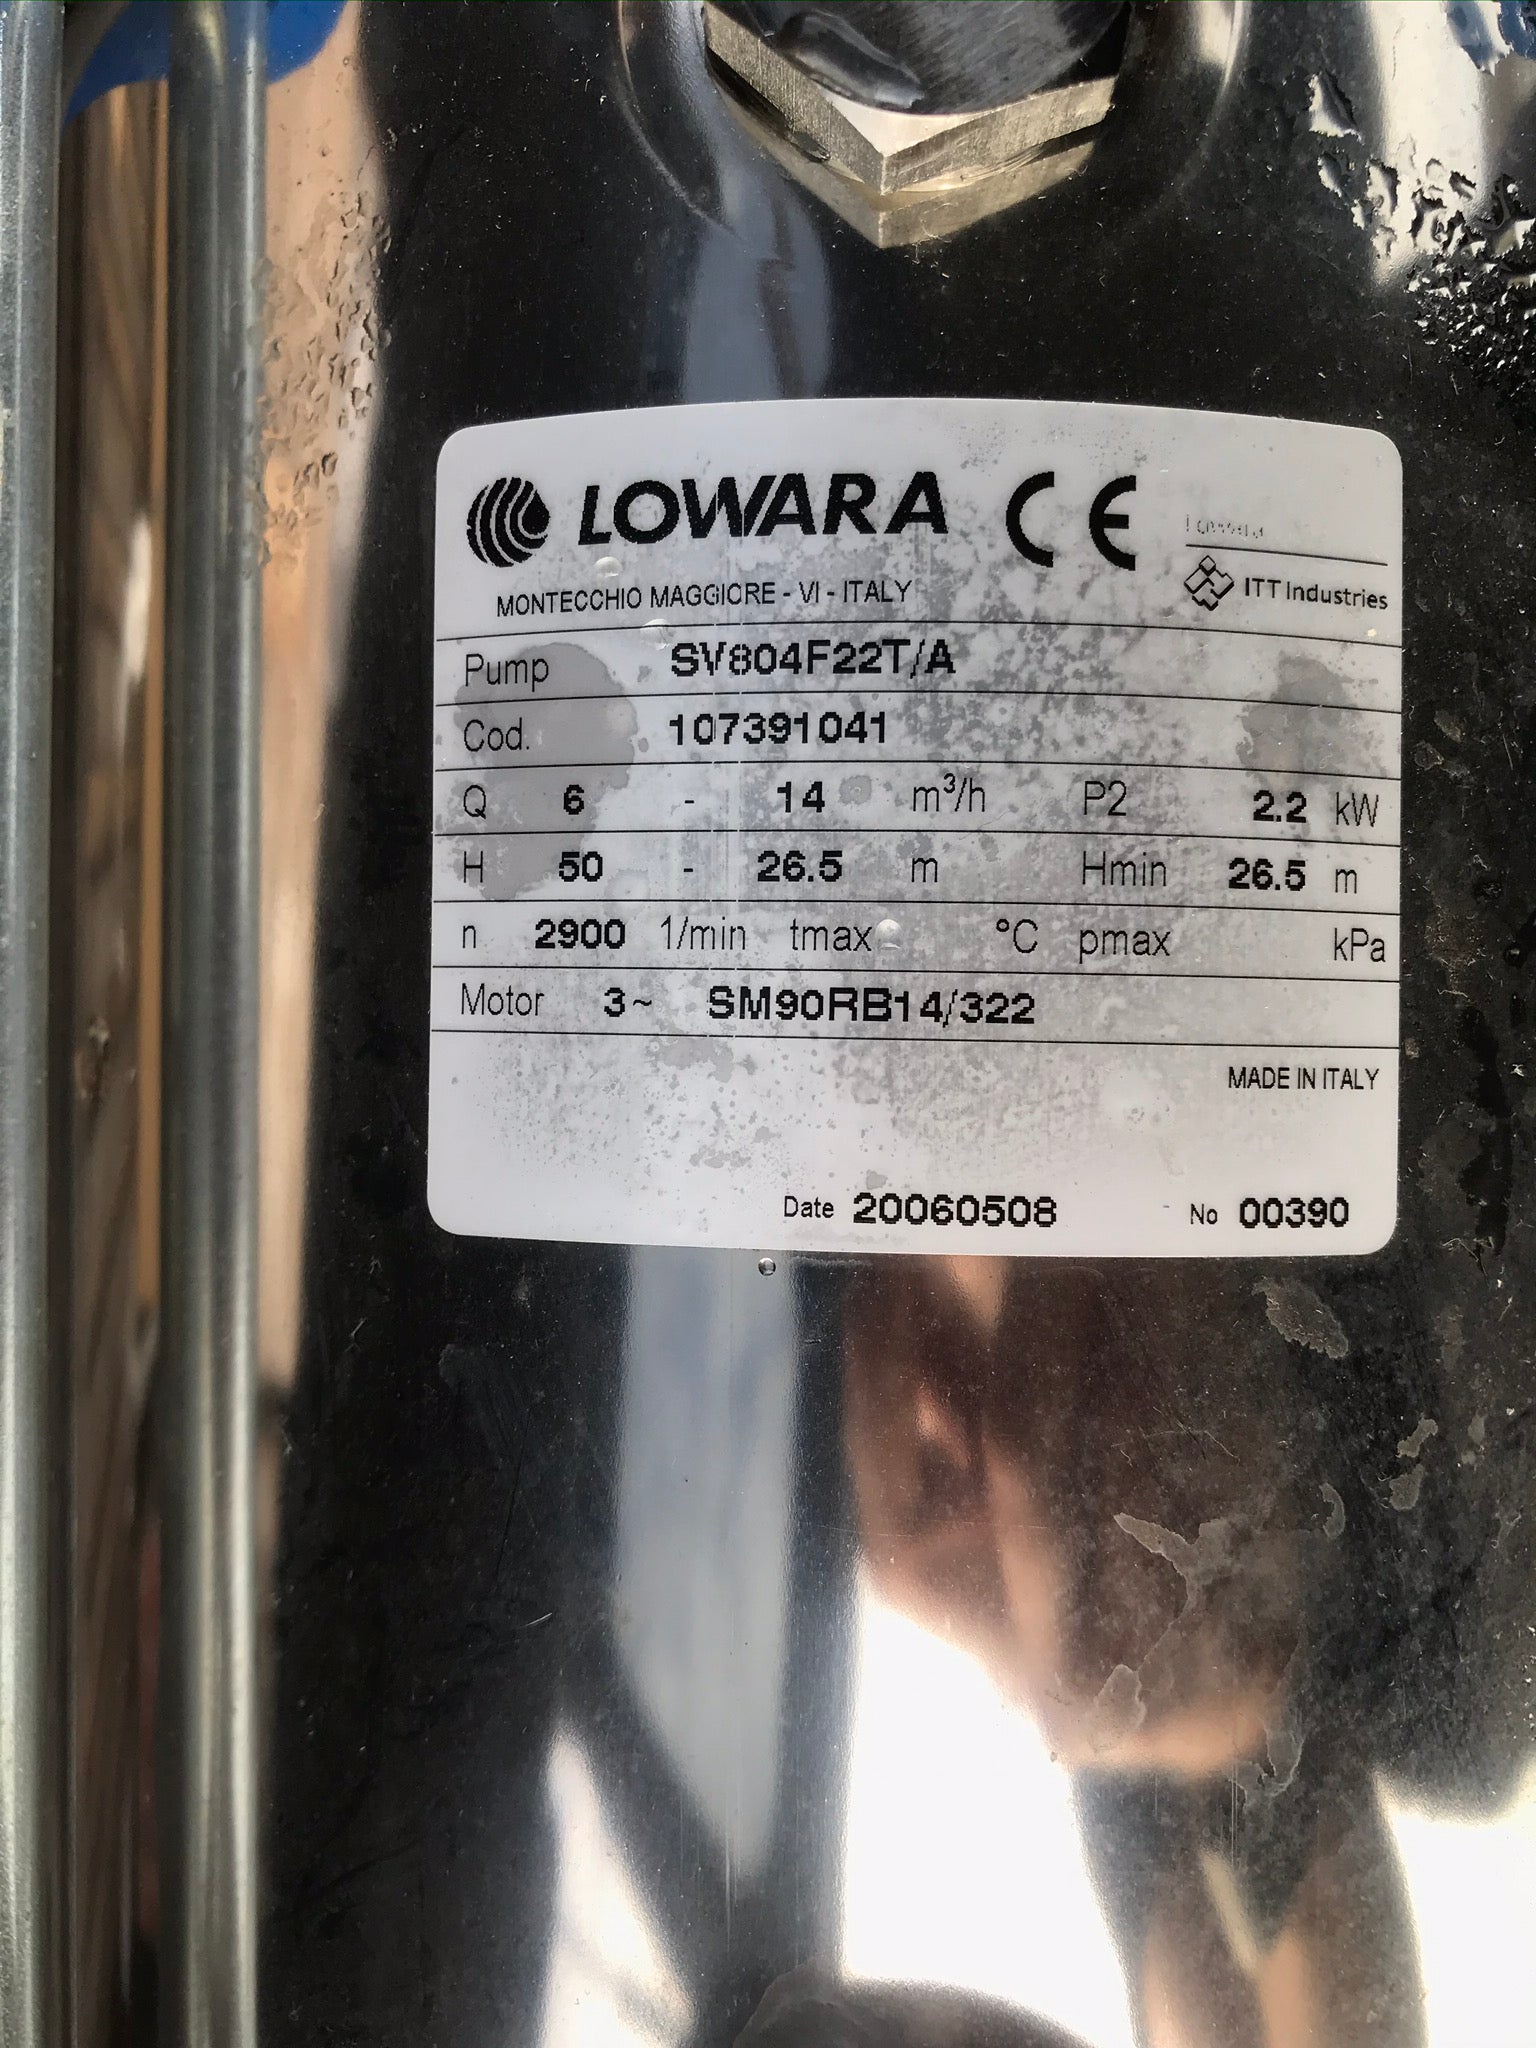 LOWARA CE
Lowara
ITT Industries
MONTECCHIO MAGGIORE - VI - ITALY
Pump SV804F22T/A
Cod. 107391041
Q 6 - 14 m³/h P2 2.2 kW
H 50 - 26.5 m Hmin 26.5 m
n 2900 1/min tmax °C pmax kPa
Motor 3~ SM90RB14/322
MADE IN ITALY
Date 20060508 No 00390